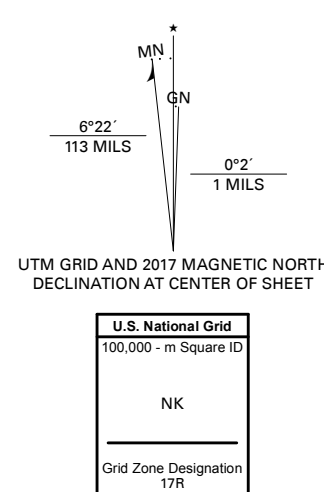 ★
MN
GN
6°22´
113 MILS
0°2´
1 MILS
UTM GRID AND 2017 MAGNETIC NORTH
DECLINATION AT CENTER OF SHEET
U.S. National Grid
100,000 - m Square ID
NK
Grid Zone Designation
17R